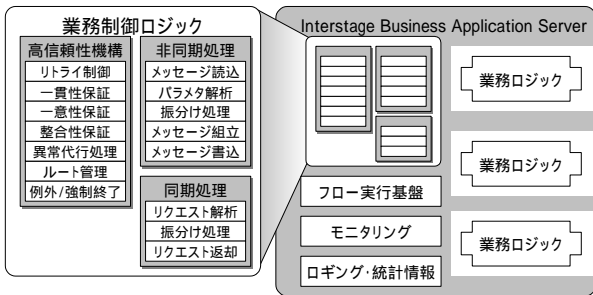 業務制御ロジック
高信頼性機構
リトライ制御
一貫性保証
一意性保証
整合性保証
異常代行処理
ルート管理
例外/強制終了
非同期処理
メッセージ読込
パラメタ解析
振分け処理
メッセージ組立
メッセージ書込
同期処理
リクエスト解析
振分け処理
リクエスト返却
Interstage Business Application Server
フロー実行基盤
モニタリング
ロギング・統計情報
業務ロジック
業務ロジック
業務ロジック